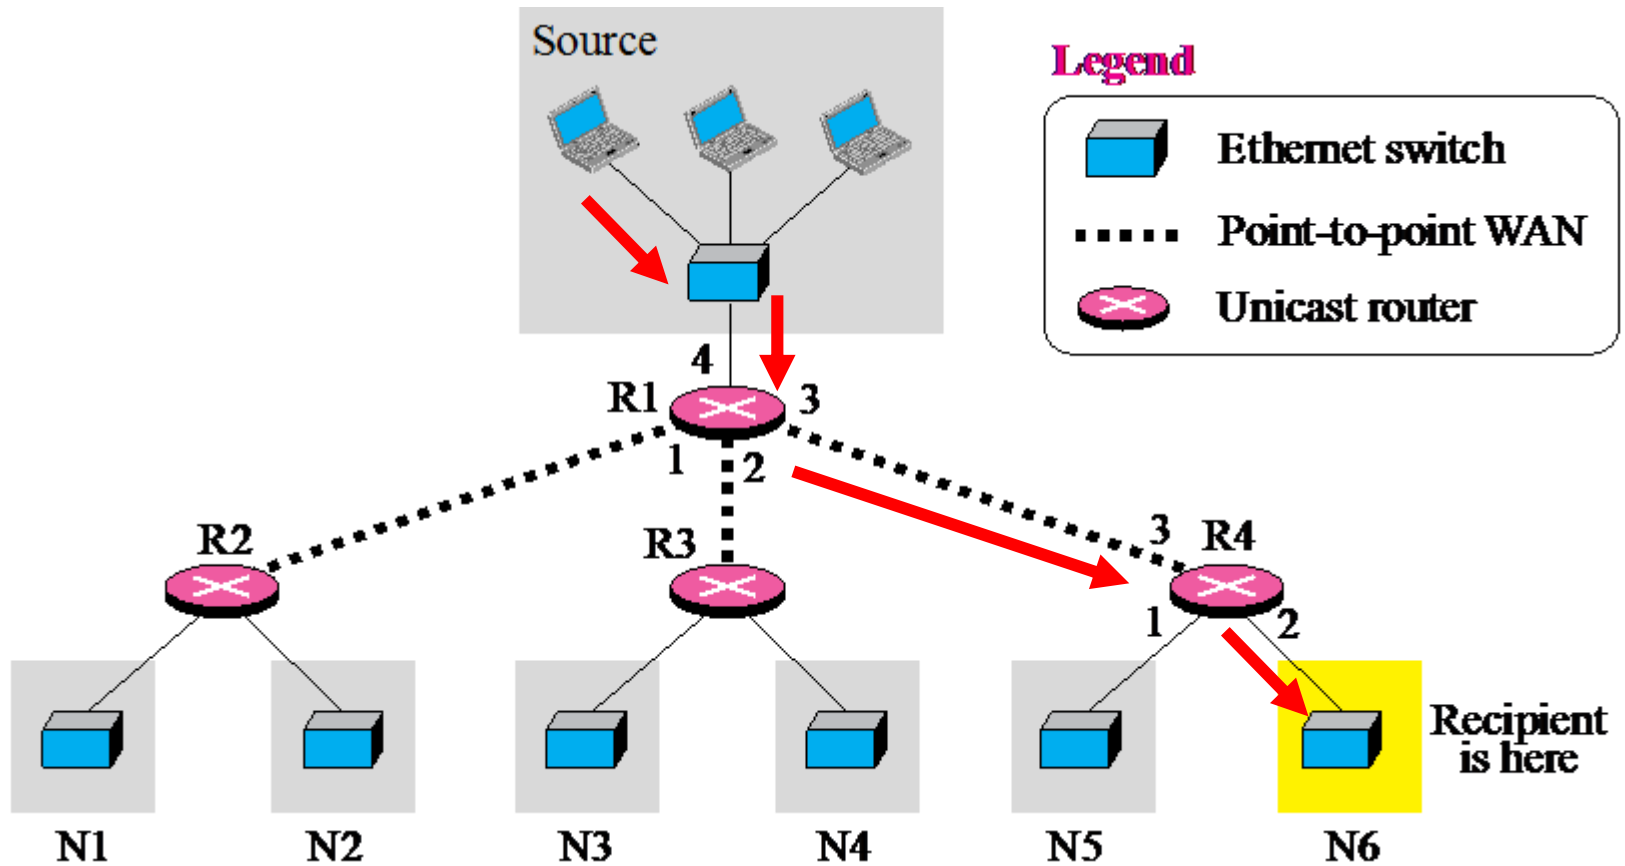 Source
Legend
Ethernet switch
Point-to-point WAN
Unicast router
4
R1
3
1
2
R2
R3
3
R4
1
2
Recipient
is here
N1
N2
N3
N4
N5
N6